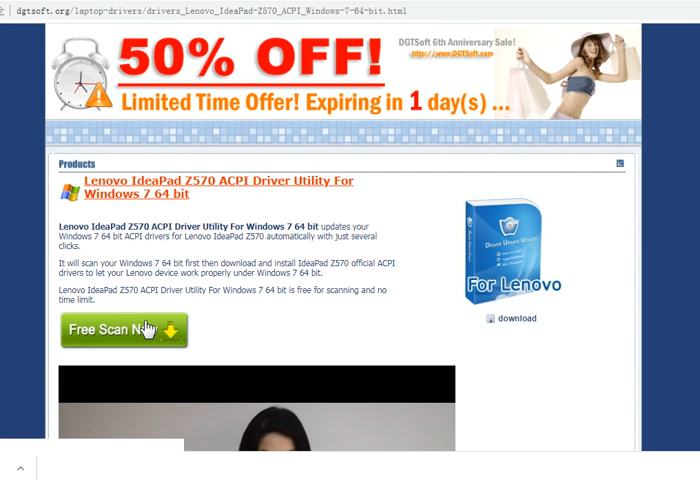 dgtsoft.org/laptop-drivers/drivers_Lenovo_IdeaPad-Z570_ACPI_Windows-7-64-bit.html
50% OFF!
DGTSoft 6th Anniversary Sale!
http://www.DGTSoft.com
Limited Time Offer! Expiring in 1 day(s) ...
Products
Lenovo IdeaPad Z570 ACPI Driver Utility For
Windows 7 64 bit
Lenovo IdeaPad Z570 ACPI Driver Utility For Windows 7 64 bit updates your
Windows 7 64 bit ACPI drivers for Lenovo IdeaPad Z570 automatically with just several
clicks.
It will scan your Windows 7 64 bit first then download and install IdeaPad Z570 official ACPI
drivers to let your Lenovo device work properly under Windows 7 64 bit.
Lenovo IdeaPad Z570 ACPI Driver Utility For Windows 7 64 bit is free for scanning and no
time limit.
Free Scan
DRIVER UPDATE UTILITY
For Lenovo
download